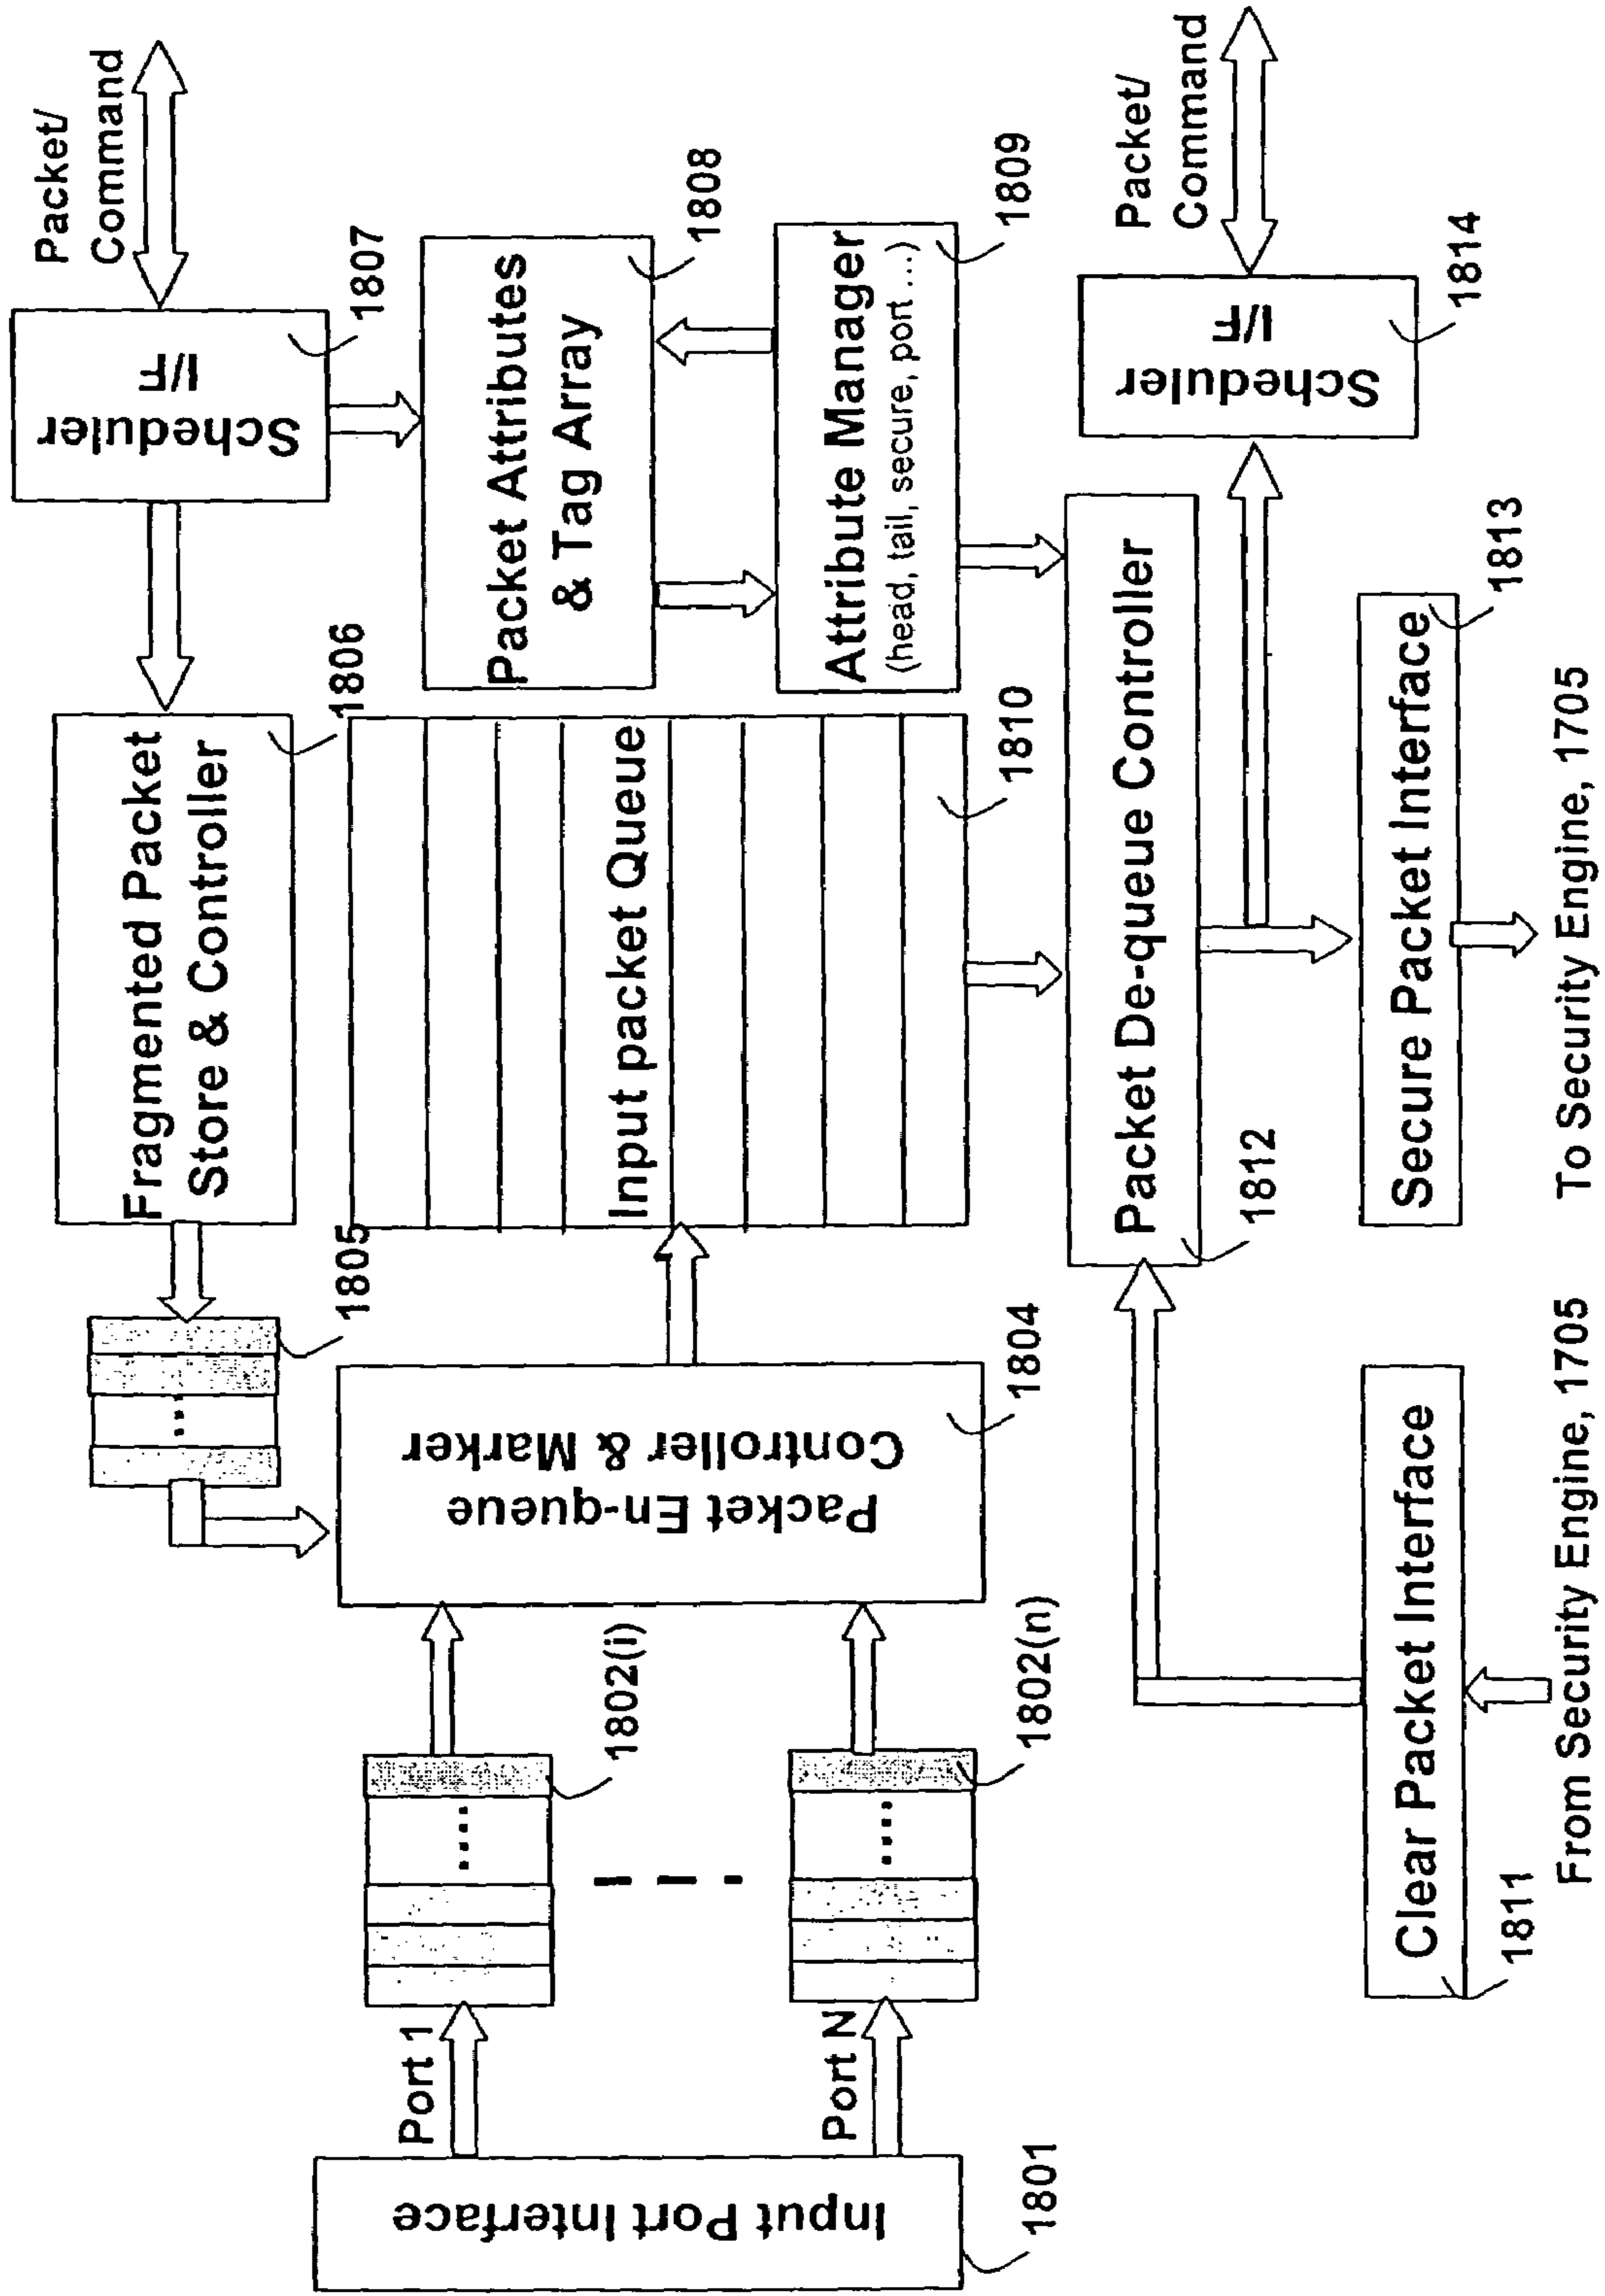 Packet/
Command
Scheduler
I/F
1807
Fragmented Packet
Store & Controller
1806
1805
...
Packet Attributes
& Tag Array
1808
Attribute Manager
(head, tail, secure, port...)
1809
Input packet Queue
1810
Packet En-queue
Controller & Marker
1804
Port 1
....
1802(i)
Port N
....
1802(n)
Input Port Interface
1801
Packet De-queue Controller
1812
Packet/
Command
Scheduler
I/F
1814
Clear Packet Interface
1811
From Security Engine, 1705
Secure Packet Interface
1813
To Security Engine, 1705